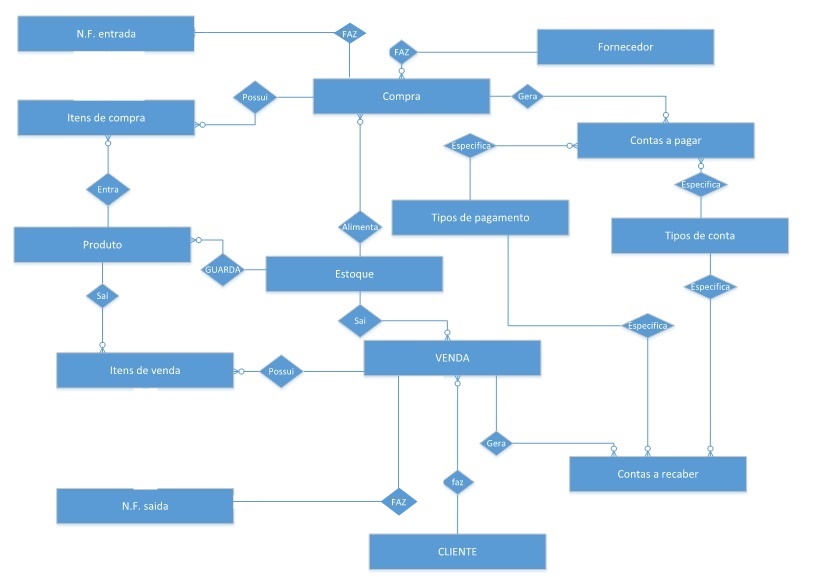 N.F. entrada
FAZ
FAZ
Fornecedor
Possui
Compra
Gera
Itens de compra
Contas a pagar
Especifica
Entra
Especifica
Tipos de pagamento
Alimenta
Tipos de conta
Produto
GUARDA
Estoque
Especifica
Sai
Sai
Especifica
VENDA
Itens de venda
Possui
Gera
Contas a recaber
faz
N.F. saida
FAZ
CLIENTE